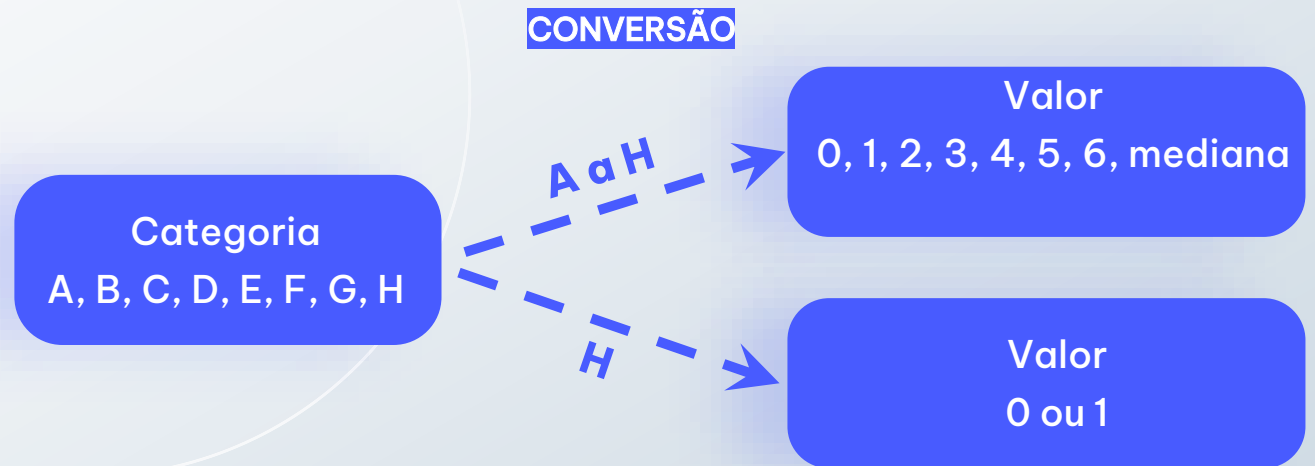 CONVERSÃO
Categoria
A, B, C, D, E, F, G, H
A a H
H
Valor
0, 1, 2, 3, 4, 5, 6, mediana
Valor
0 ou 1